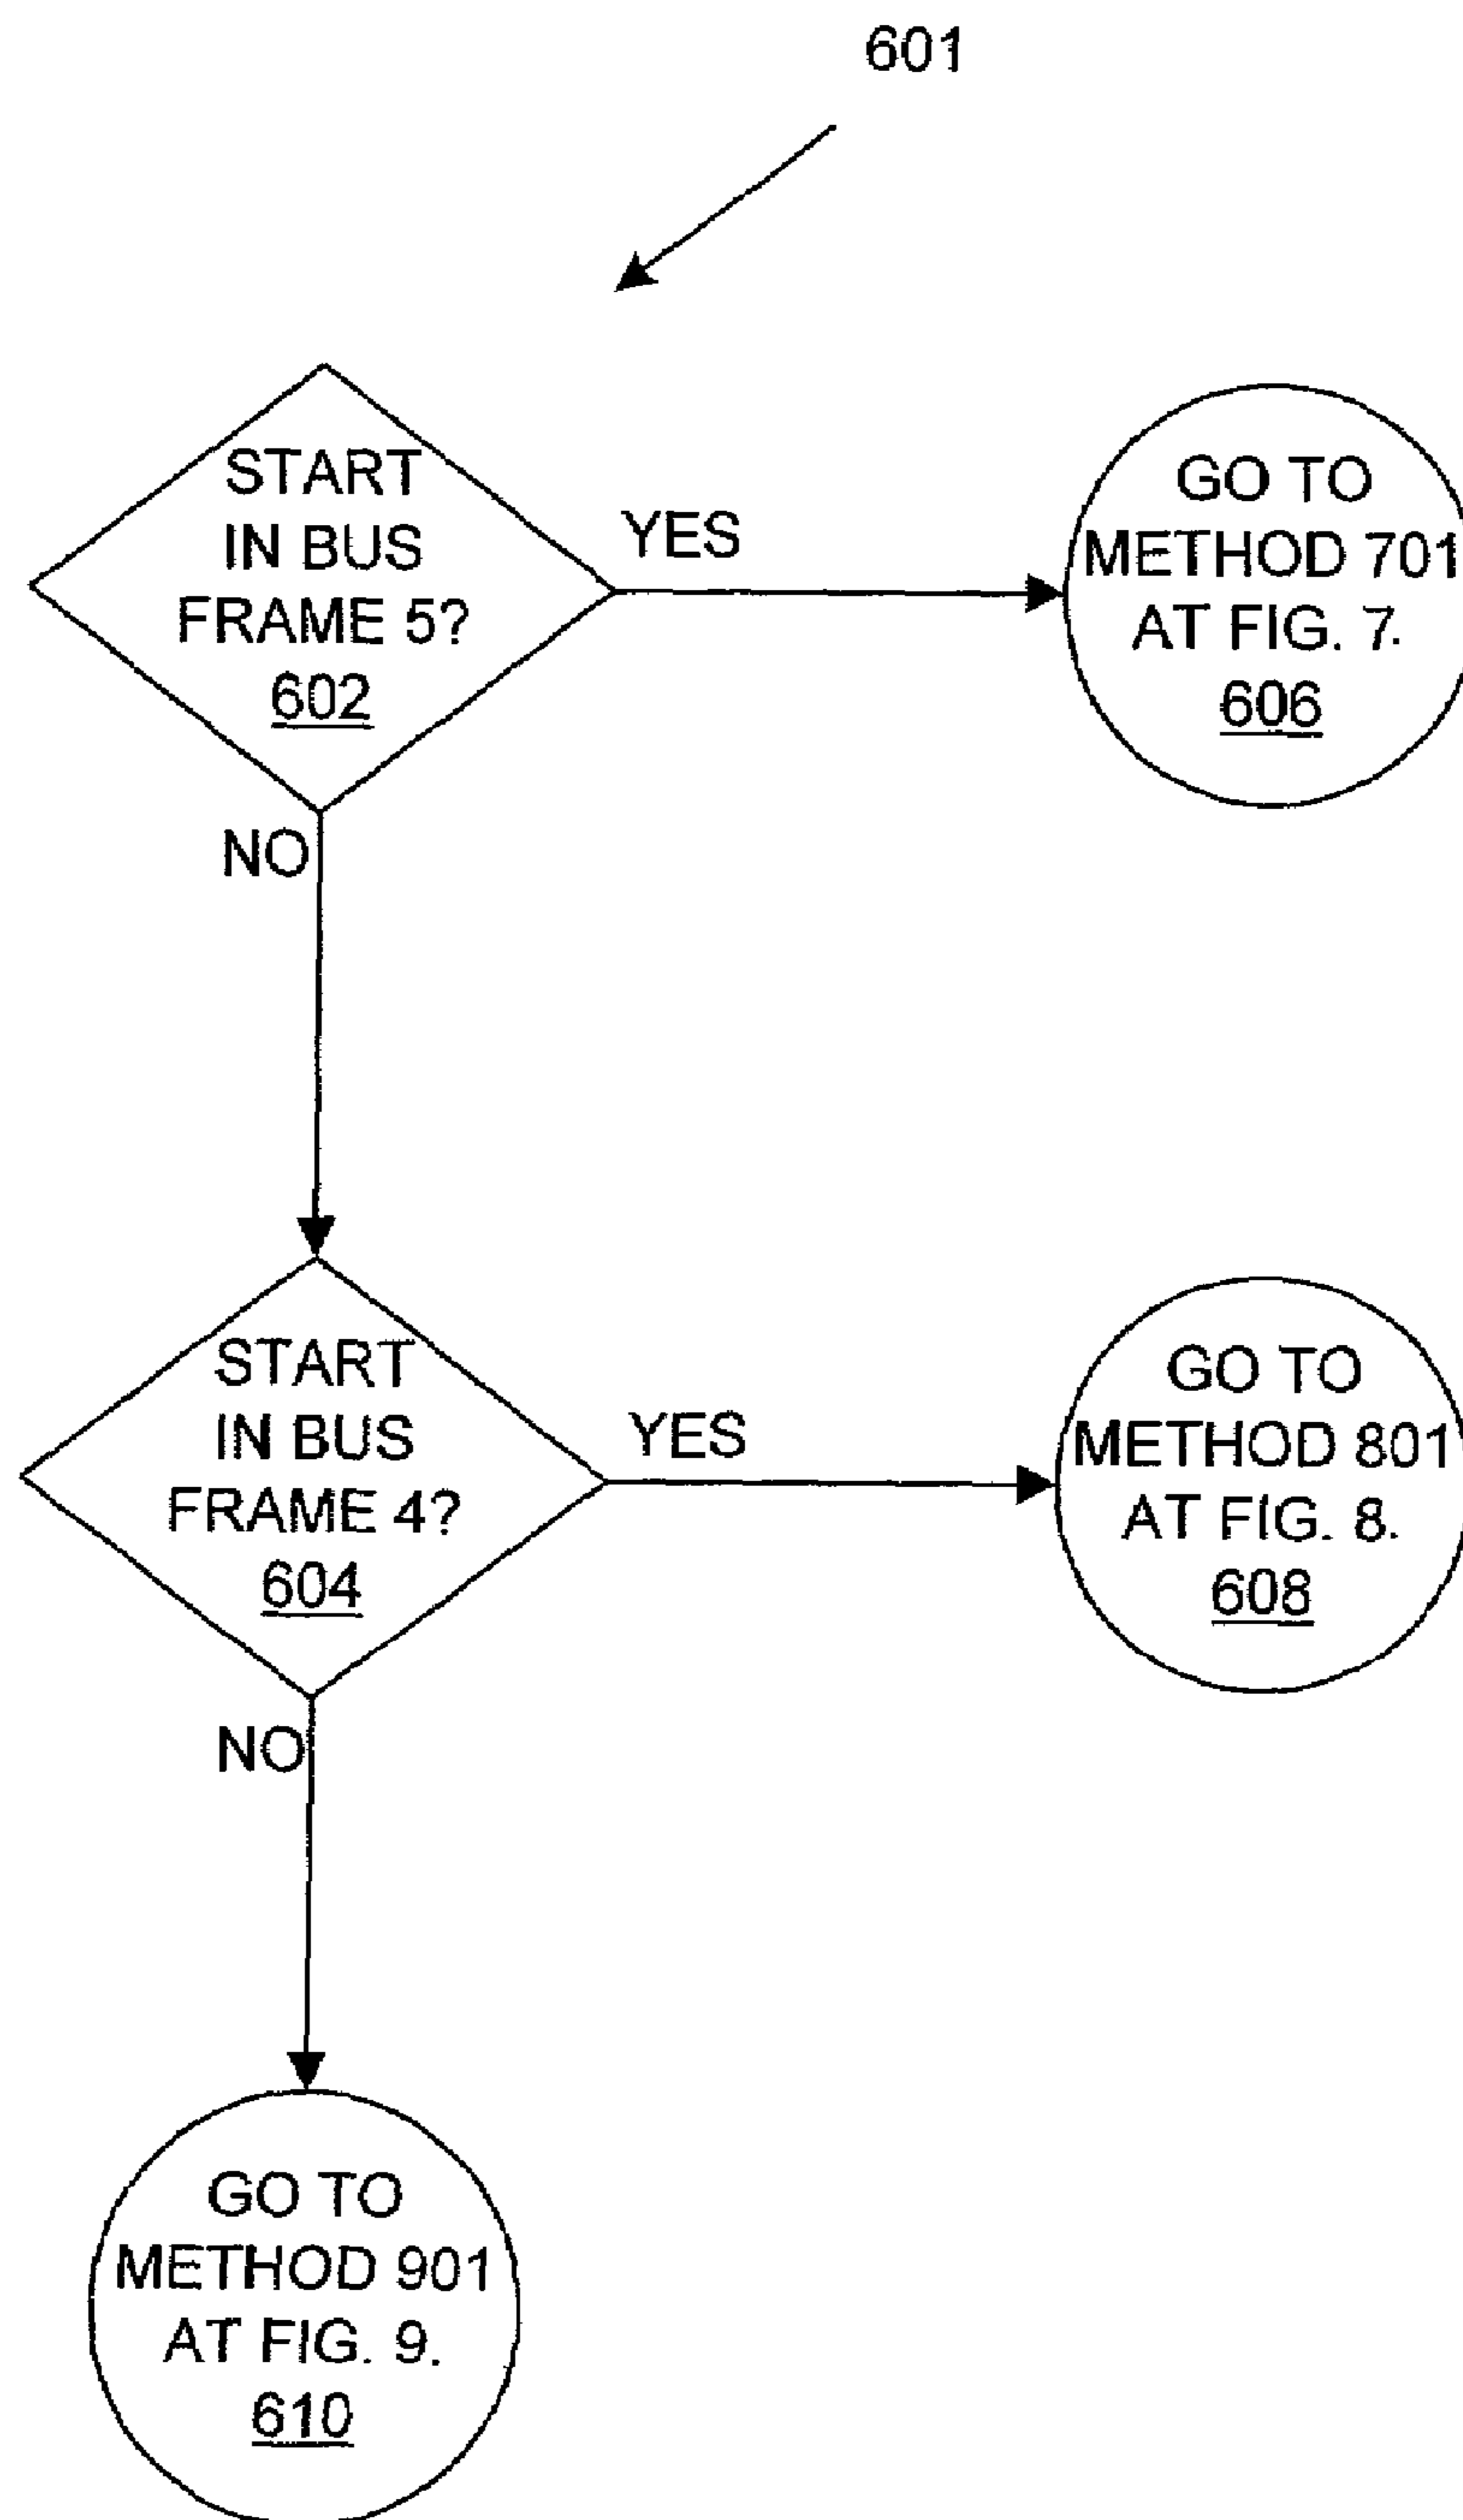 601
START
IN BUS
FRAME 5?
602
YES
GO TO
METHOD 701
AT FIG. 7.
606
NO
START
IN BUS
FRAME 4?
604
YES
GO TO
METHOD 801
AT FIG. 8.
608
NO
GO TO
METHOD 901
AT FIG. 9.
610